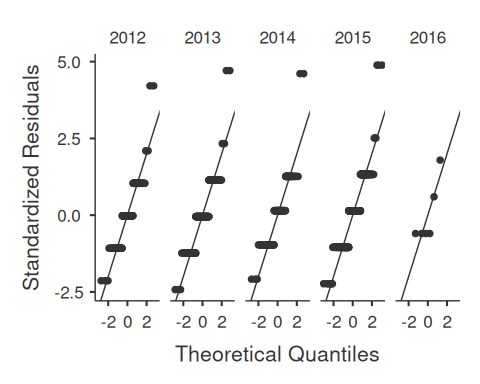 2012 2013 2014 2015 2016
Standardized Residuals
5.0
2.5
0.0
-2.5
-2 0 2 -2 0 2 -2 0 2 -2 0 2 -2 0 2
Theoretical Quantiles